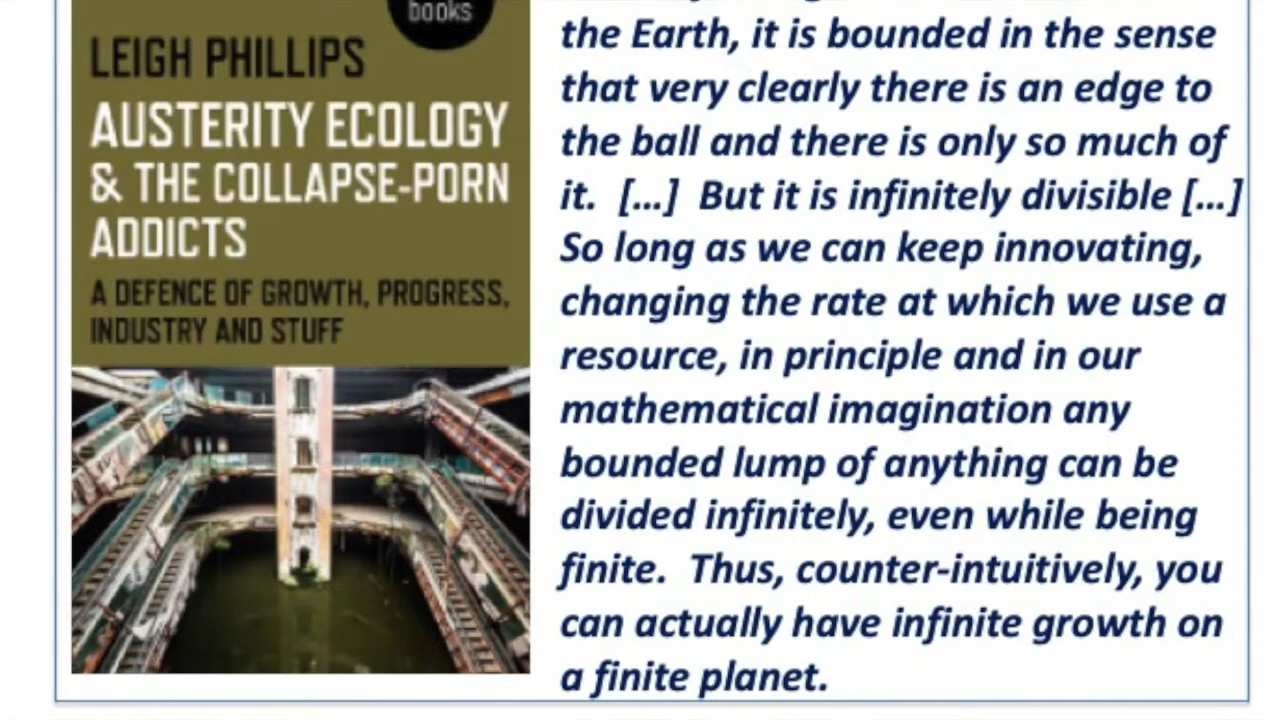 books
LEIGH PHILLIPS
AUSTERITY ECOLOGY
& THE COLLAPSE-PORN
ADDICTS
A DEFENCE OF GROWTH, PROGRESS,
INDUSTRY AND STUFF
the Earth, it is bounded in the sense
that very clearly there is an edge to
the ball and there is only so much of
it. [...] But it is infinitely divisible [...]
So long as we can keep innovating,
changing the rate at which we use a
resource, in principle and in our
mathematical imagination any
bounded lump of anything can be
divided infinitely, even while being
finite. Thus, counter-intuitively, you
can actually have infinite growth on
a finite planet.